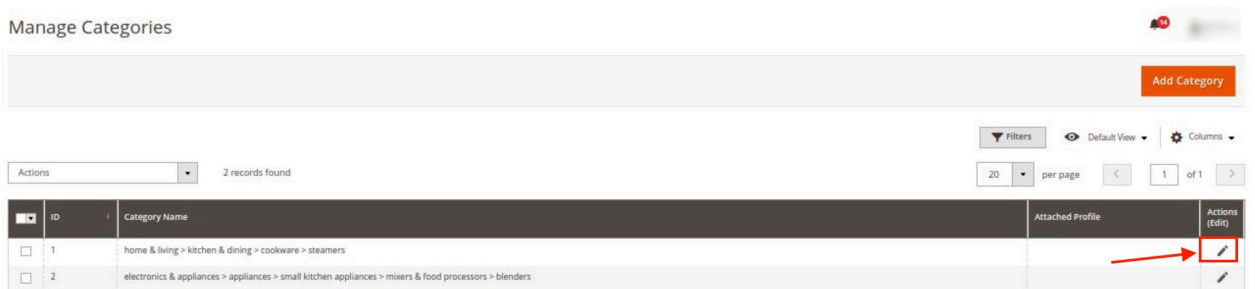 Manage Categories
14
Add Category
Filters
Default View
Columns
Actions
2 records found
20
per page
1
of 1
ID
Category Name
Attached Profile
Actions
(Edit)
1
home & living > kitchen & dining > cookware > steamers
2
electronics & appliances > appliances > small kitchen appliances > mixers & food processors > blenders